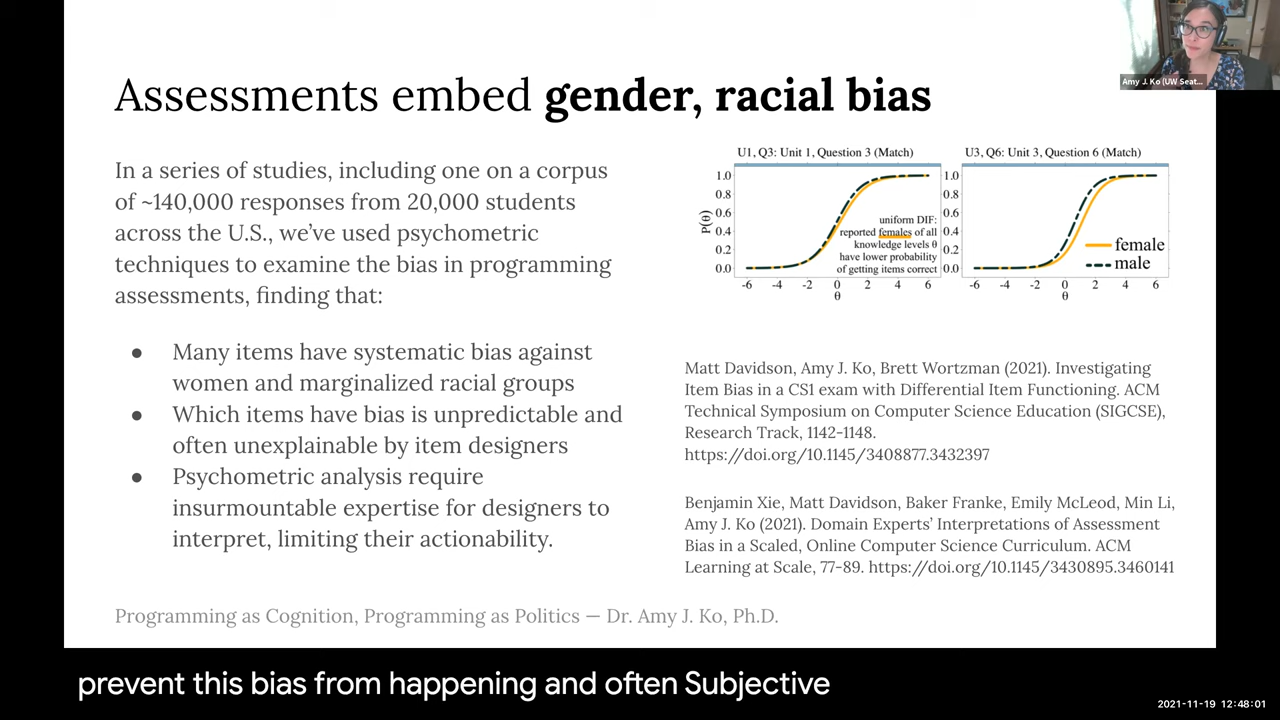 Amy J. Ko (UW Seat...
Assessments embed gender, racial bias
In a series of studies, including one on a corpus
of ~140,000 responses from 20,000 students
across the U.S., we’ve used psychometric
techniques to examine the bias in programming
assessments, finding that:
● Many items have systematic bias against
women and marginalized racial groups
● Which items have bias is unpredictable and
often unexplainable by item designers
● Psychometric analysis require
insurmountable expertise for designers to
interpret, limiting their actionability.
U1, Q3: Unit 1, Question 3 (Match)
P(θ)
1.0
0.8
0.6
0.4
0.2
0.0
uniform DIF:
reported females of all
knowledge levels θ
have lower probability
of getting items correct
-6 -4 -2 0 2 4 6
θ
U3, Q6: Unit 3, Question 6 (Match)
1.0
0.8
0.6
0.4
0.2
0.0
female
male
-6 -4 -2 0 2 4 6
θ
Matt Davidson, Amy J. Ko, Brett Wortzman (2021). Investigating
Item Bias in a CS1 exam with Differential Item Functioning. ACM
Technical Symposium on Computer Science Education (SIGCSE),
Research Track, 1142-1148.
https://doi.org/10.1145/3408877.3432397
Benjamin Xie, Matt Davidson, Baker Franke, Emily McLeod, Min Li,
Amy J. Ko (2021). Domain Experts’ Interpretations of Assessment
Bias in a Scaled, Online Computer Science Curriculum. ACM
Learning at Scale, 77-89. https://doi.org/10.1145/3430895.3460141
Programming as Cognition, Programming as Politics — Dr. Amy J. Ko, Ph.D.
prevent this bias from happening and often Subjective
2021-11-19 12:48:01